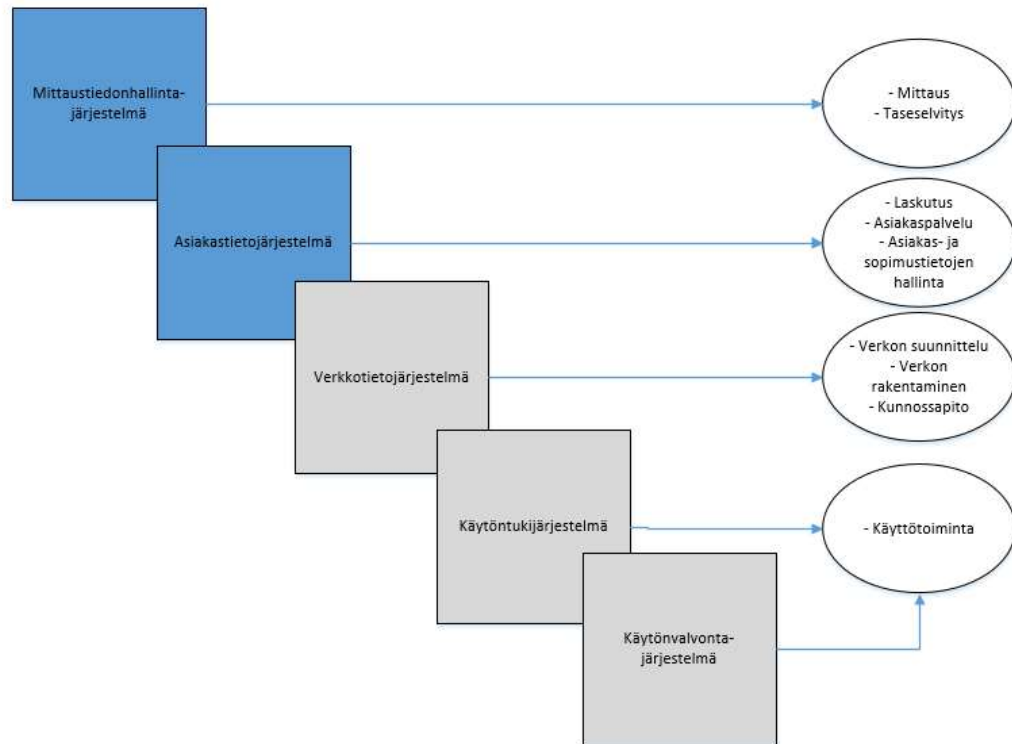 Mittaustiedonhallinta-
järjestelmä
- Mittaus
- Taseselvitys
Asiakastietojärjestelmä
- Laskutus
- Asiakaspalvelu
- Asiakas- ja
sopimustietojen
hallinta
Verkkotietojärjestelmä
- Verkon suunnittelu
- Verkon
rakentaminen
- Kunnossapito
Käytöntukijärjestelmä
- Käyttötoiminta
Käytönvalvonta-
järjestelmä